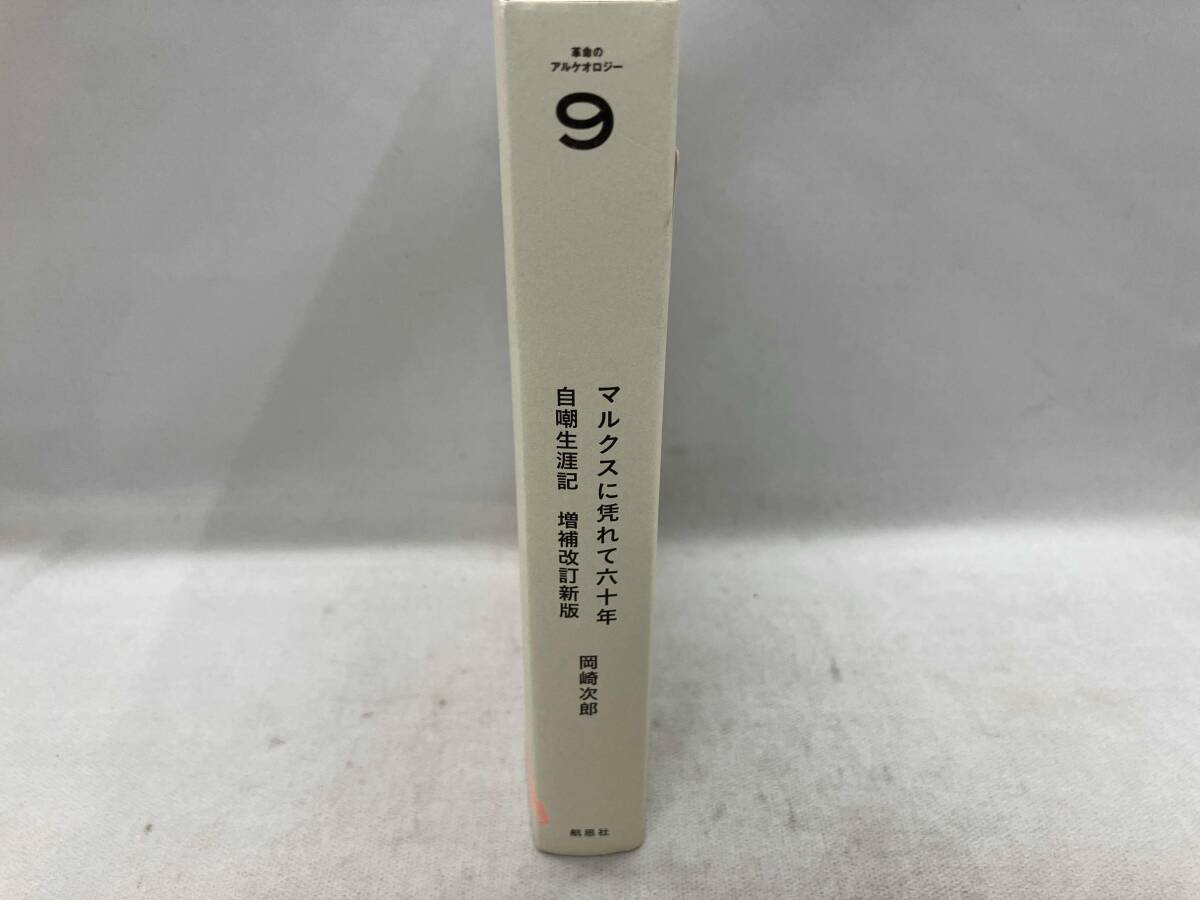 革命の
アルケオロジー
9
マルクスに凭れて六十年
自嘲生涯記 増補改訂新版
岡崎次郎
航思社